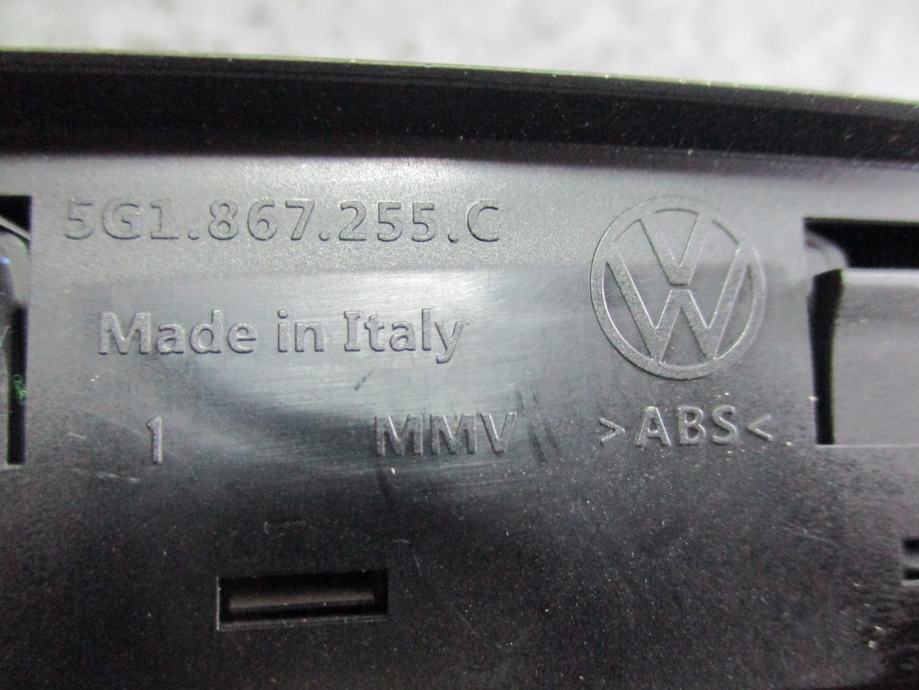 5G1.867.255.C
Made in Italy
1 MMV >ABS<